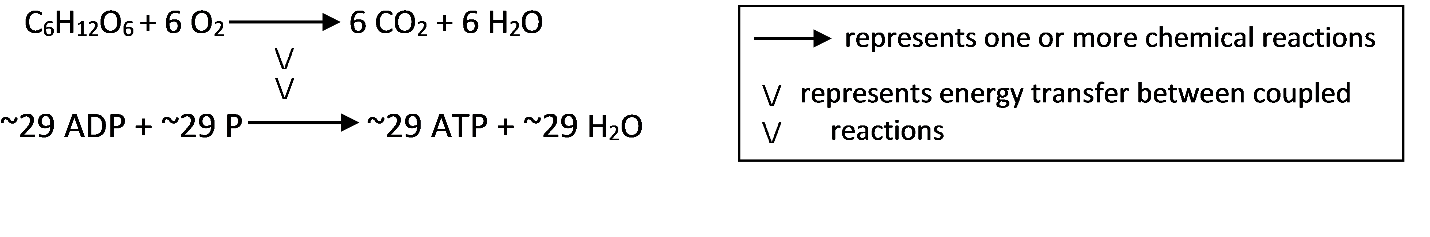 C₆H₁₂O₆ + 6 O₂ ⟶ 6 CO₂ + 6 H₂O
\/
\/
~29 ADP + ~29 P ⟶ ~29 ATP + ~29 H₂O
⟶ represents one or more chemical reactions
\/ represents energy transfer between coupled
\/ reactions